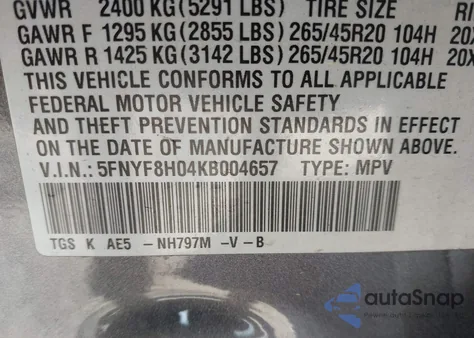 GVWR 2400 KG (5291 LBS) TIRE SIZE
GAWR F 1295 KG (2855 LBS) 265/45R20 104H 20X
GAWR R 1425 KG (3142 LBS) 265/45R20 104H 20X
THIS VEHICLE CONFORMS TO ALL APPLICABLE
FEDERAL MOTOR VEHICLE SAFETY
AND THEFT PREVENTION STANDARDS IN EFFECT
ON THE DATE OF MANUFACTURE SHOWN ABOVE.
V.I.N.: 5FNYF8H04KB004657 TYPE: MPV
TGS K AE5 - NH797M -V - B
autoSnap